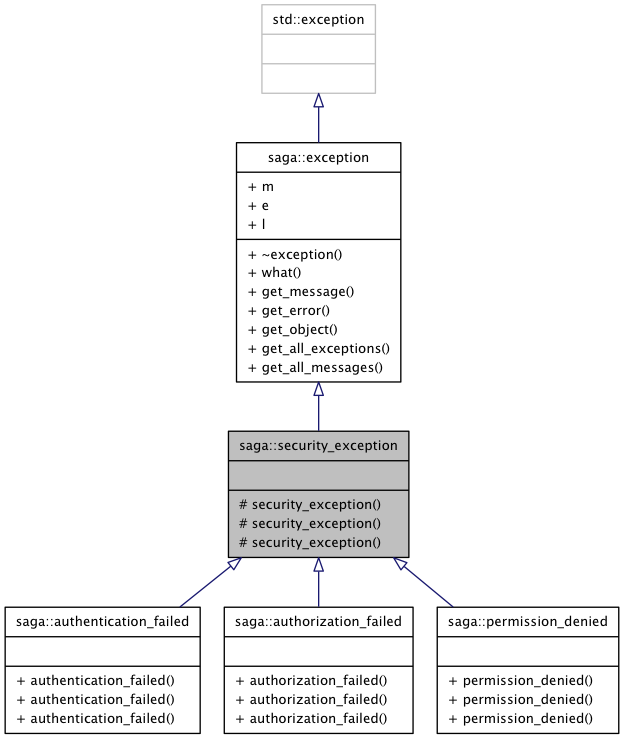 std::exception
saga::exception
+ m
+ e
+ l
+ ~exception()
+ what()
+ get_message()
+ get_error()
+ get_object()
+ get_all_exceptions()
+ get_all_messages()
saga::security_exception
# security_exception()
# security_exception()
# security_exception()
saga::authentication_failed
+ authentication_failed()
+ authentication_failed()
+ authentication_failed()
saga::authorization_failed
+ authorization_failed()
+ authorization_failed()
+ authorization_failed()
saga::permission_denied
+ permission_denied()
+ permission_denied()
+ permission_denied()